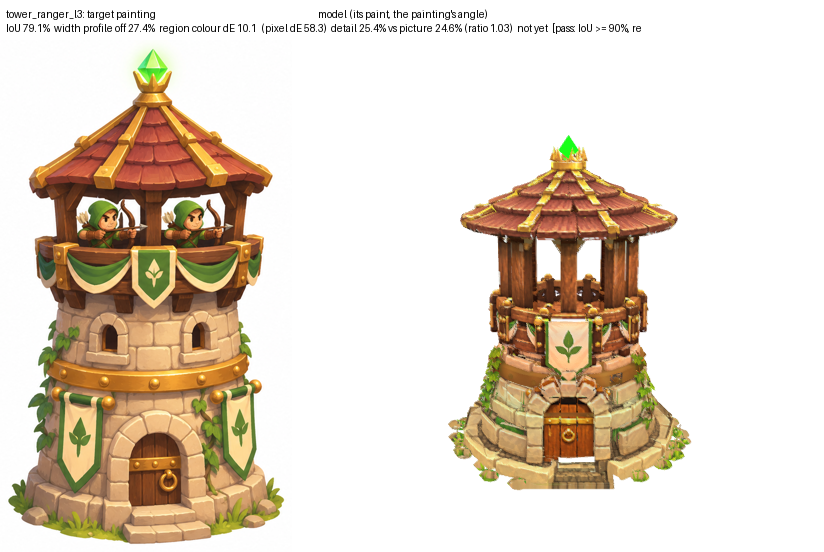 tower_ranger_l3: target painting
model (its paint, the painting's angle)
IoU 79.1% width profile off 27.4% region colour dE 10.1 (pixel dE 58.3) detail 25.4% vs picture 24.6% (ratio 1.03) not yet [pass: IoU >= 90%, re